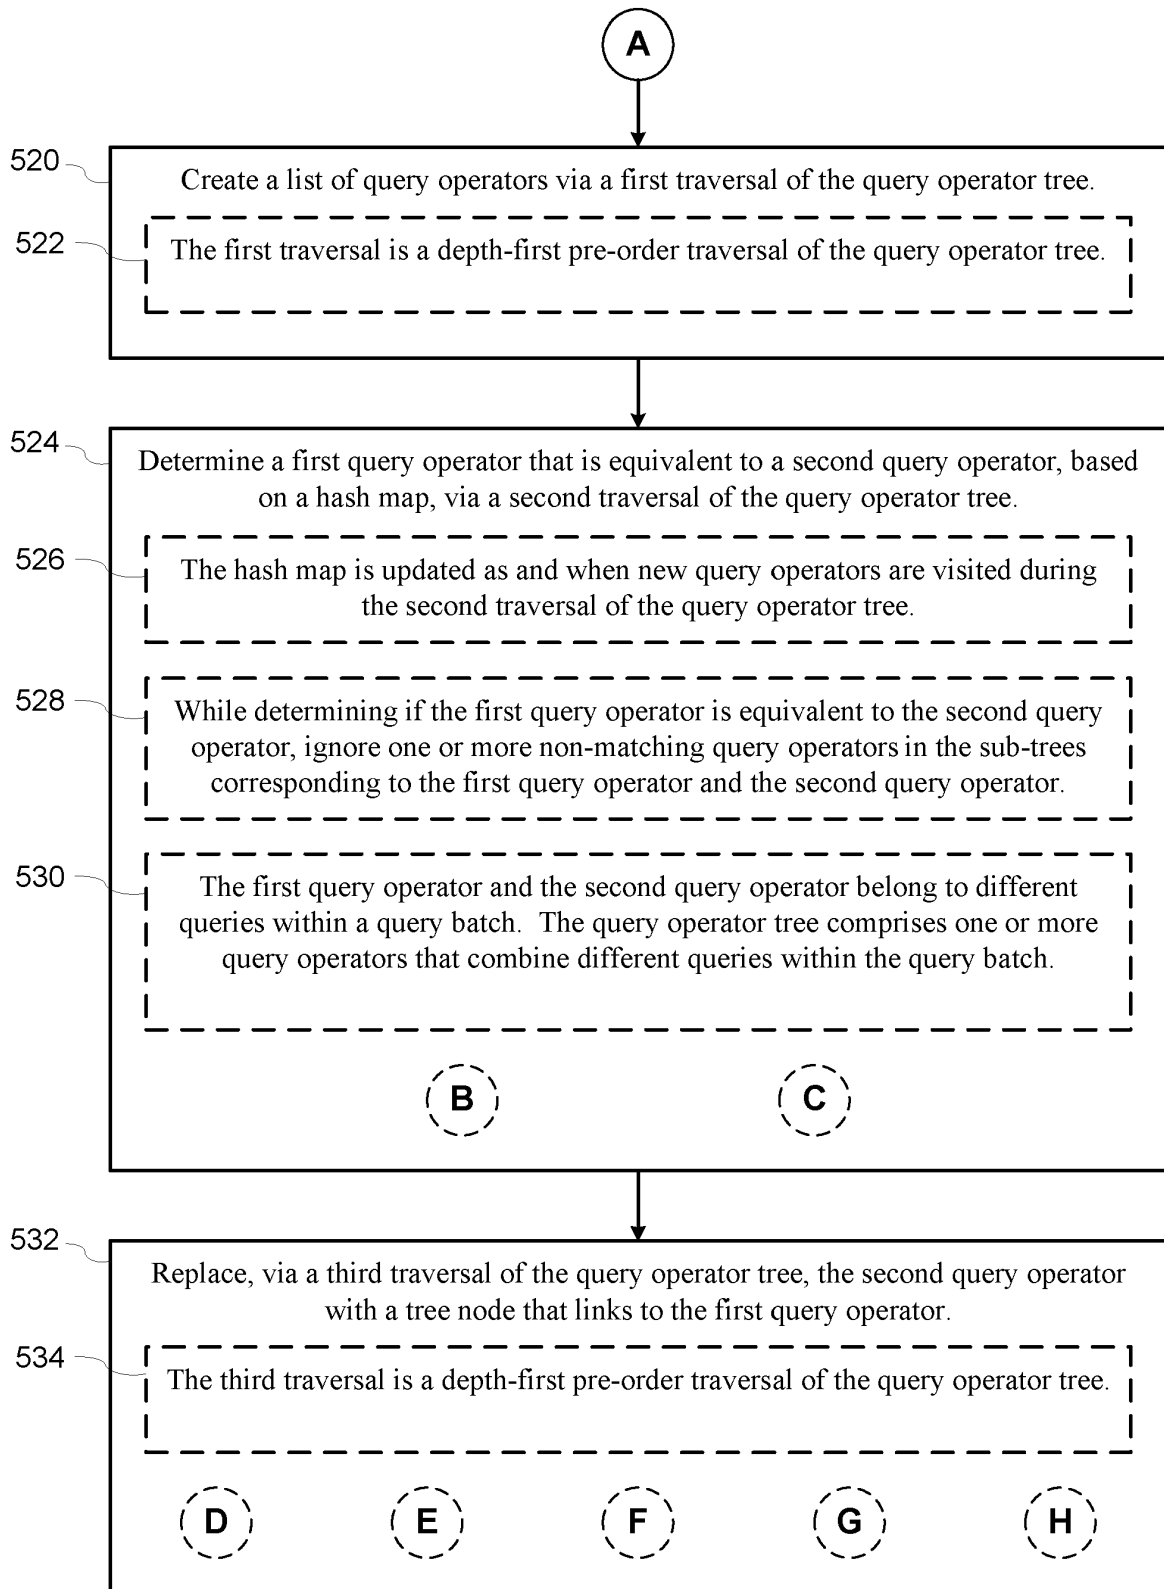 A
520
Create a list of query operators via a first traversal of the query operator tree.
522
The first traversal is a depth-first pre-order traversal of the query operator tree.
524
Determine a first query operator that is equivalent to a second query operator, based
on a hash map, via a second traversal of the query operator tree.
526
The hash map is updated as and when new query operators are visited during
the second traversal of the query operator tree.
528
While determining if the first query operator is equivalent to the second query
operator, ignore one or more non-matching query operators in the sub-trees
corresponding to the first query operator and the second query operator.
530
The first query operator and the second query operator belong to different
queries within a query batch. The query operator tree comprises one or more
query operators that combine different queries within the query batch.
B C
532
Replace, via a third traversal of the query operator tree, the second query operator
with a tree node that links to the first query operator.
534
The third traversal is a depth-first pre-order traversal of the query operator tree.
D E F G H